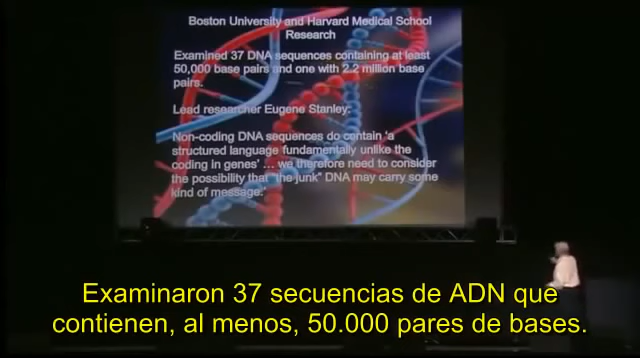 Boston University and Harvard Medical School
Research
Examined 37 DNA sequences containing at least
50,000 base pairs and one with 2.2 million base
pairs.
Lead researcher Eugene Stanley:
Non-coding DNA sequences do contain 'a
structured language fundamentally unlike the
coding in genes' ... we therefore need to consider
the possibility that "the junk" DNA may carry some
kind of message.'
Examinaron 37 secuencias de ADN que
contienen, al menos, 50.000 pares de bases.